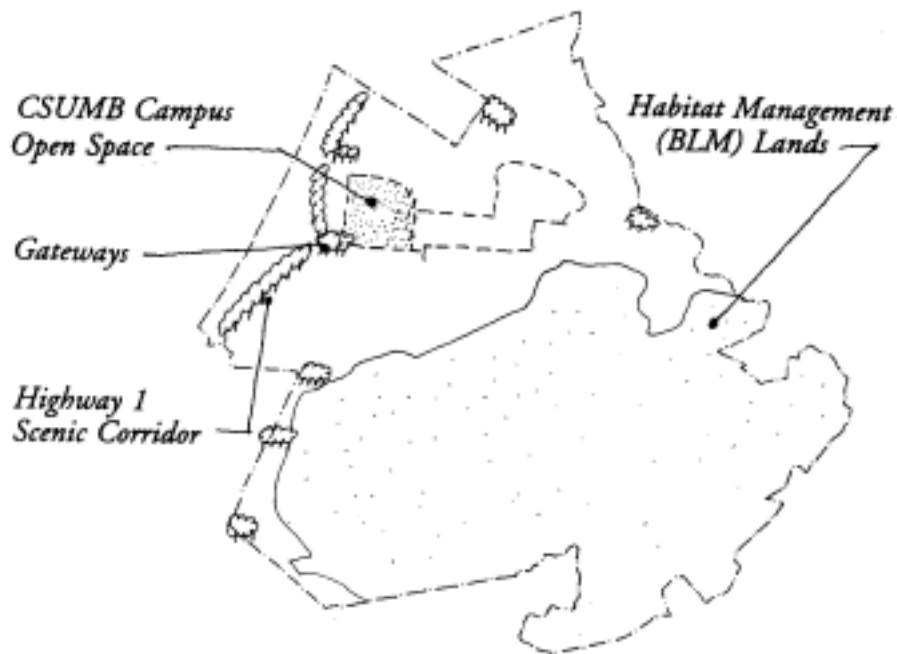 CSUMB Campus
Open Space
Habitat Management
(BLM) Lands
Gateways
Highway 1
Scenic Corridor